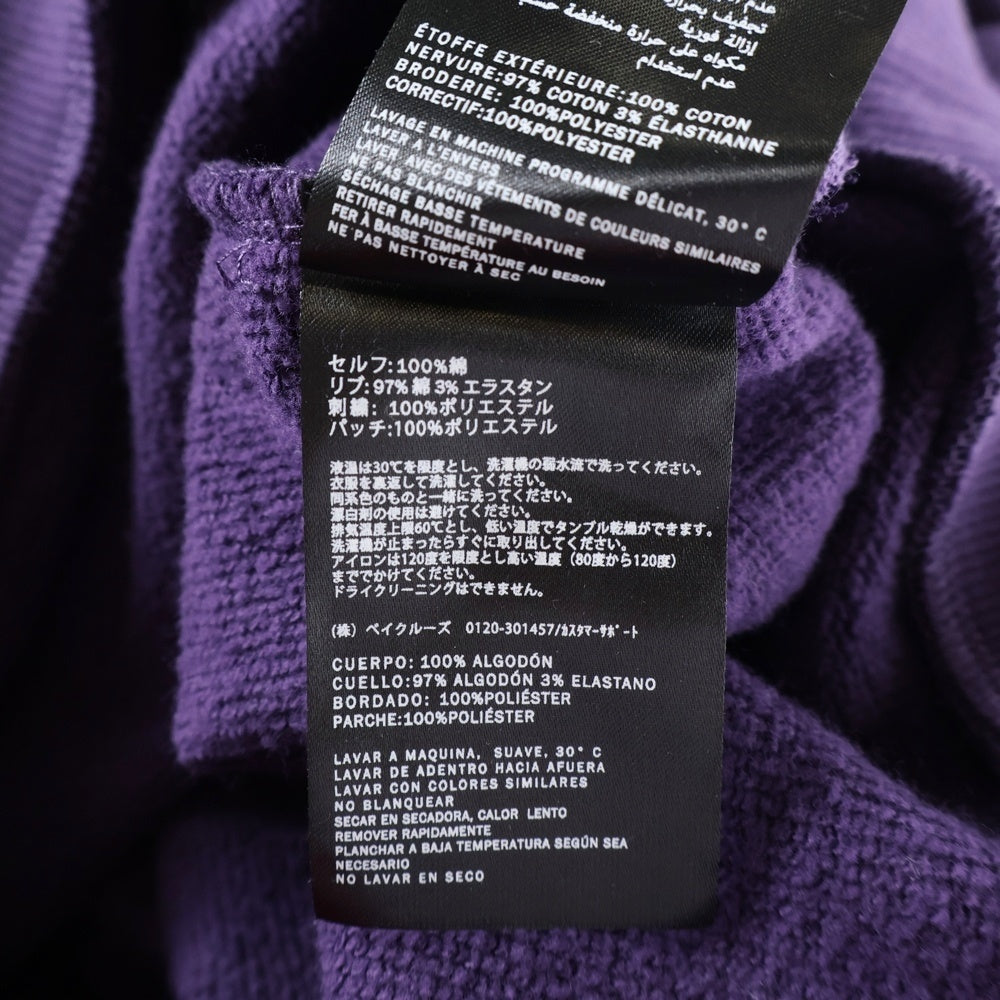 تجفيف بحرارة
إزالة فورية
مكواه على حرارة منخفضة حسب
عدم استخدام
ÉTOFFE EXTÉRIEURE:100% COTON
NERVURE:97% COTON 3% ÉLASTHANNE
BRODERIE: 100%POLYESTER
CORRECTIF:100%POLYESTER
LAVAGE EN MACHINE PROGRAMME DÉLICAT, 30° C
LAVER A L'ENVERS
LAVER AVEC DES VÊTEMENTS DE COULEURS SIMILAIRES
NE PAS BLANCHIR
SÉCHAGE BASSE TEMPERATURE
RETIRER RAPIDEMENT
FER À BASSE TEMPÉRATURE AU BESOIN
NE PAS NETTOYER À SEC
セルフ:100%綿
リブ:97% 綿 3% エラスタン
刺繍: 100%ポリエステル
パッチ:100%ポリエステル
液温は30℃を限度とし、洗濯機の弱水流で洗ってください。
衣服を裏返して洗濯してください。
同系色のものと一緒に洗ってください。
漂白剤の使用は避けてください。
排気温度上限60℃とし、低い温度でタンブル乾燥ができます。
洗濯機が止まったらすぐに取り出してください。
アイロンは120度を限度とし高い温度（80度から120度）
まででかけてください。
ドライクリーニングはできません。
(株) ベイクルーズ 0120-301457/ｶｽﾀﾏｰｻﾎﾟｰﾄ
CUERPO: 100% ALGODÓN
CUELLO:97% ALGODÓN 3% ELASTANO
BORDADO: 100%POLIÉSTER
PARCHE:100%POLIÉSTER
LAVAR A MAQUINA, SUAVE, 30° C
LAVAR DE ADENTRO HACIA AFUERA
LAVAR CON COLORES SIMILARES
NO BLANQUEAR
SECAR EN SECADORA, CALOR LENTO
REMOVER RAPIDAMENTE
PLANCHAR A BAJA TEMPERATURA SEGÚN SEA
NECESARIO
NO LAVAR EN SECO